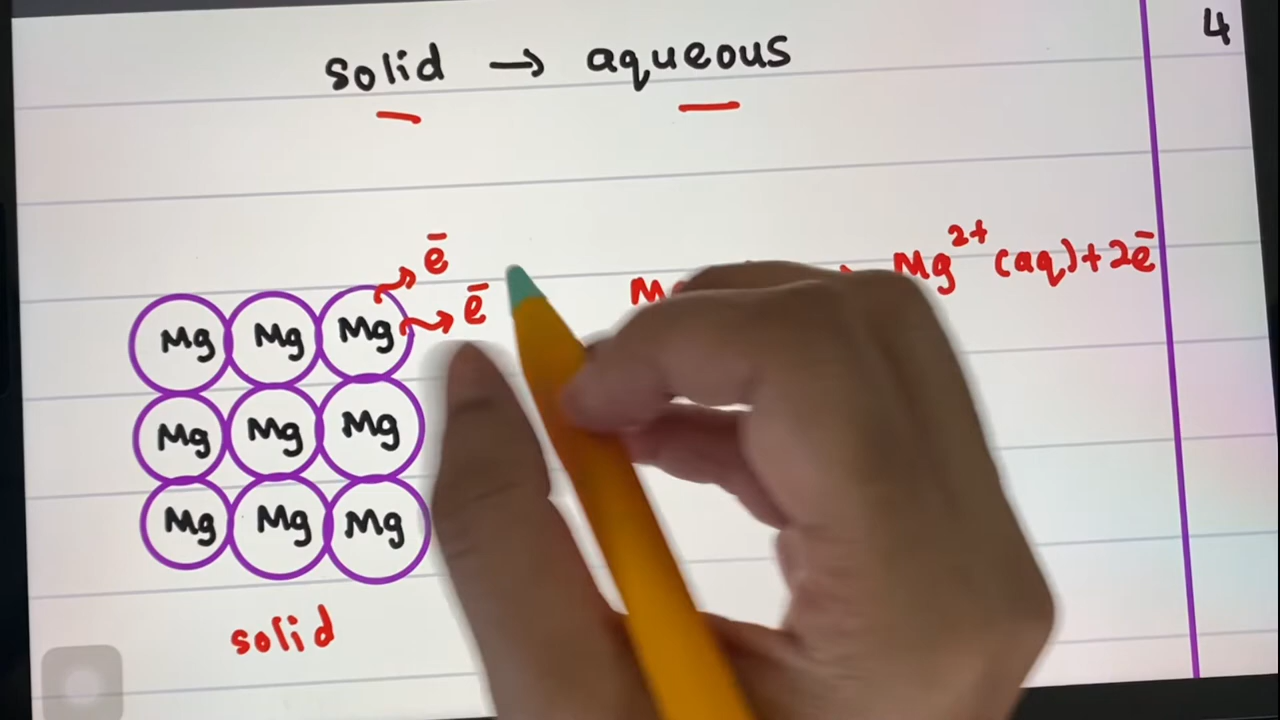 4
solid → aqueous
ē
ē
Mg²⁺ (aq) + 2ē
Mg Mg Mg
Mg Mg Mg
Mg Mg Mg
solid